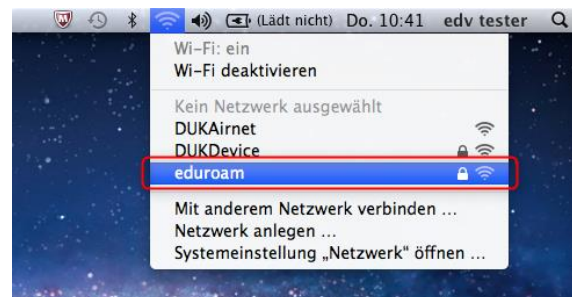 (Lädt nicht) Do. 10:41 edv tester
Wi-Fi: ein
Wi-Fi deaktivieren
Kein Netzwerk ausgewählt
DUKAirnet
DUKDevice
eduroam
Mit anderem Netzwerk verbinden ...
Netzwerk anlegen ...
Systemeinstellung „Netzwerk“ öffnen ...